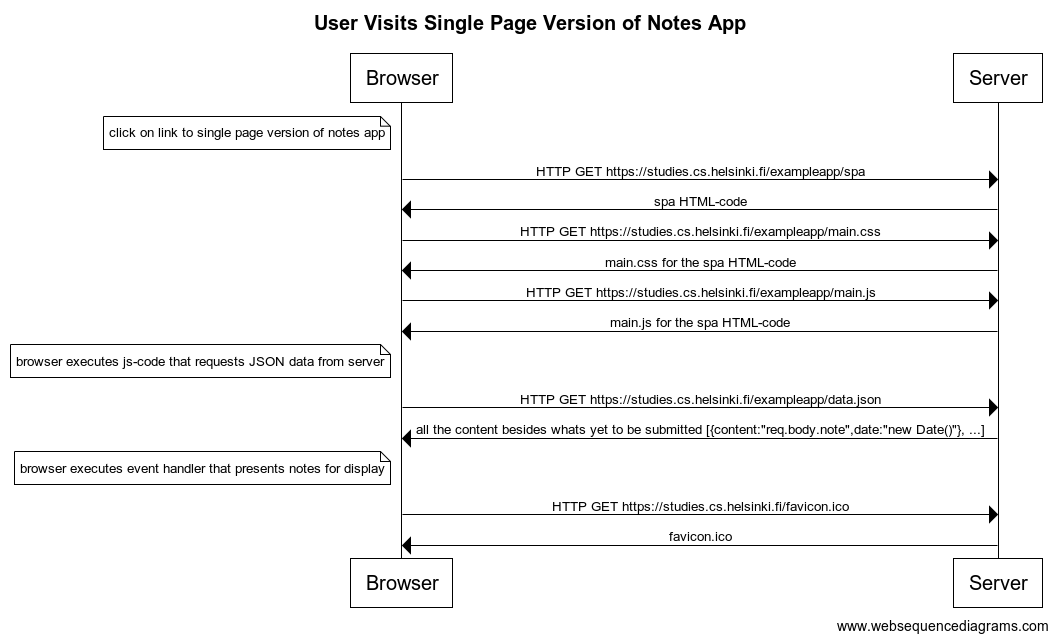 User Visits Single Page Version of Notes App
Browser
Server
click on link to single page version of notes app
HTTP GET https://studies.cs.helsinki.fi/exampleapp/spa
spa HTML-code
HTTP GET https://studies.cs.helsinki.fi/exampleapp/main.css
main.css for the spa HTML-code
HTTP GET https://studies.cs.helsinki.fi/exampleapp/main.js
main.js for the spa HTML-code
browser executes js-code that requests JSON data from server
HTTP GET https://studies.cs.helsinki.fi/exampleapp/data.json
all the content besides whats yet to be submitted [{content:"req.body.note",date:"new Date()"}, ...]
browser executes event handler that presents notes for display
HTTP GET https://studies.cs.helsinki.fi/favicon.ico
favicon.ico
Browser
Server
www.websequencediagrams.com